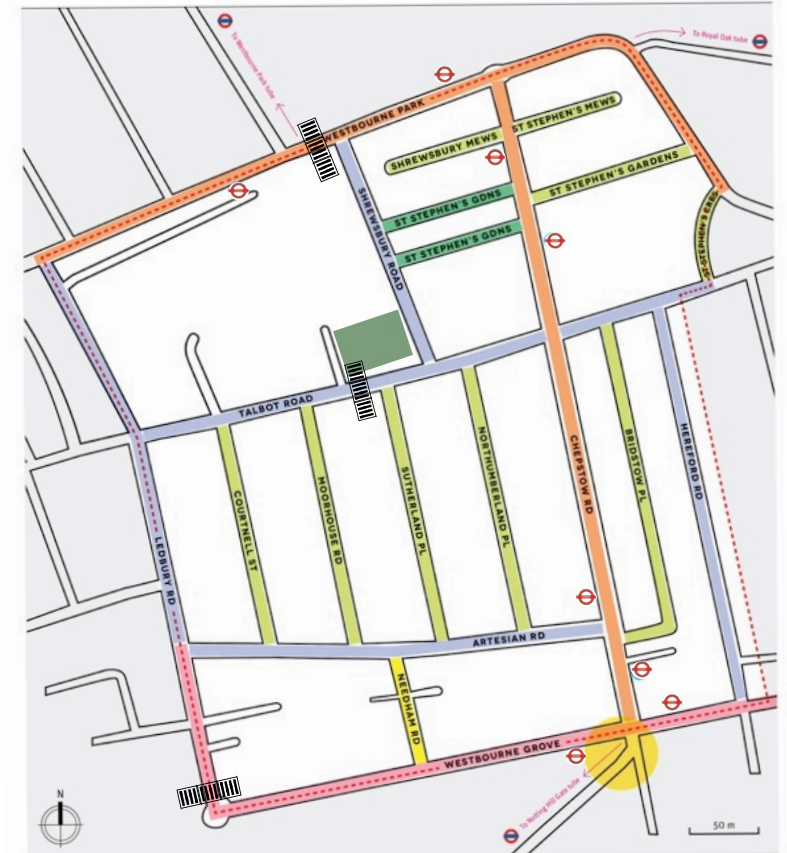 To Royal Oak tube
To Westbourne Park tube
WESTBOURNE PARK
ST STEPHEN'S MEWS
SHREWSBURY MEWS
ST STEPHEN'S GARDENS
ST STEPHEN'S GDNS
ST STEPHEN'S GDNS
SHREWSBURY ROAD
ST-STEPHEN'S CRES
TALBOT ROAD
COURTNELL ST
MOORHOUSE RD
SUTHERLAND PL
NORTHUMBERLAND PL
CHEPSTOW RD
BRIDSTOW PL
HEREFORD RD
LEDBURY RD
ARTESIAN RD
NEEDHAM RD
WESTBOURNE GROVE
To Notting Hill Gate tube
N
50 m